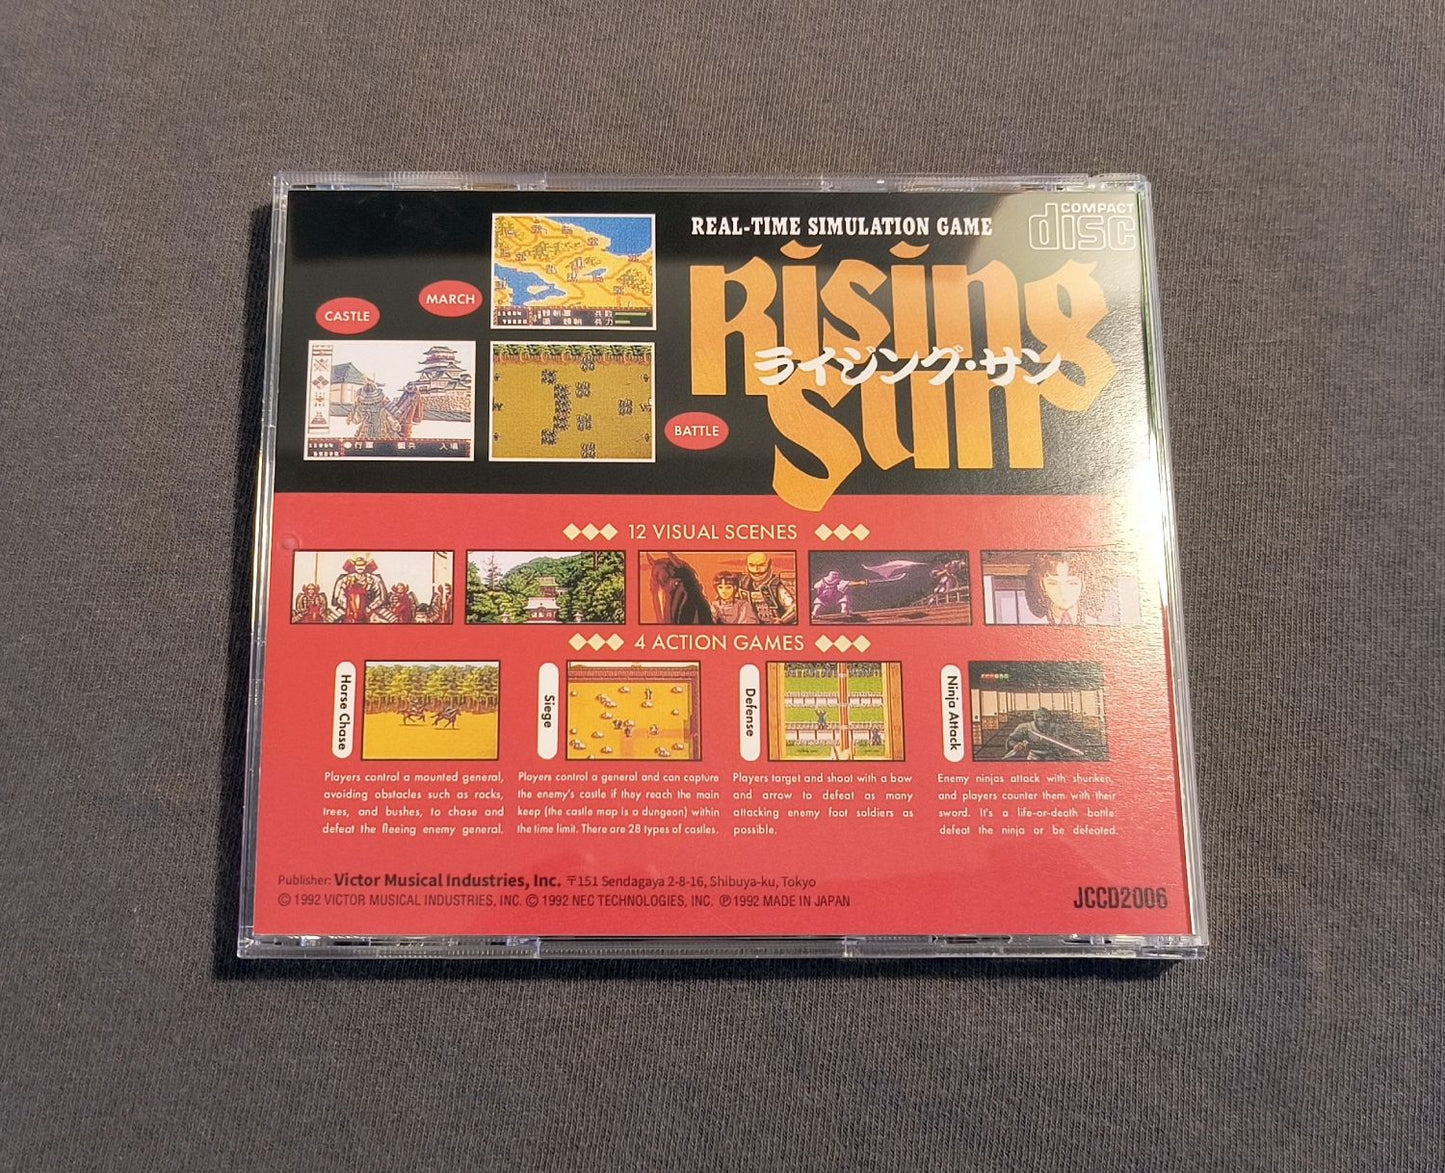 REAL-TIME SIMULATION GAME
COMPACT
disc
Rising
ライジング・サン
Sun
MARCH
CASTLE
BATTLE
12 VISUAL SCENES
4 ACTION GAMES
Horse Chase
Players control a mounted general,
avoiding obstacles such as rocks,
trees, and bushes, to chase and
defeat the fleeing enemy general.
Siege
Players control a general and can capture
the enemy's castle if they reach the main
keep (the castle map is a dungeon) within
the time limit. There are 28 types of castles.
Defense
Players target and shoot with a bow
and arrow to defeat as many
attacking enemy foot soldiers as
possible.
Ninja Attack
Enemy ninjas attack with shuriken,
and players counter them with their
sword. It's a life-or-death battle:
defeat the ninja or be defeated.
Publisher: Victor Musical Industries, Inc. 〒151 Sendagaya 2-8-16, Shibuya-ku, Tokyo
© 1992 VICTOR MUSICAL INDUSTRIES, INC. © 1992 NEC TECHNOLOGIES, INC. ℗ 1992 MADE IN JAPAN
JCCD2006